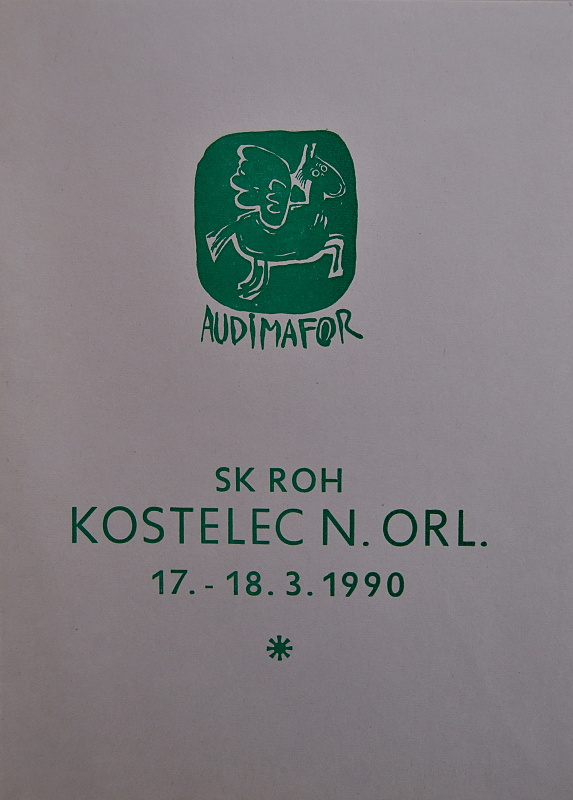 AUDIMAFOR
SK ROH
KOSTELEC N. ORL.
17. - 18. 3. 1990